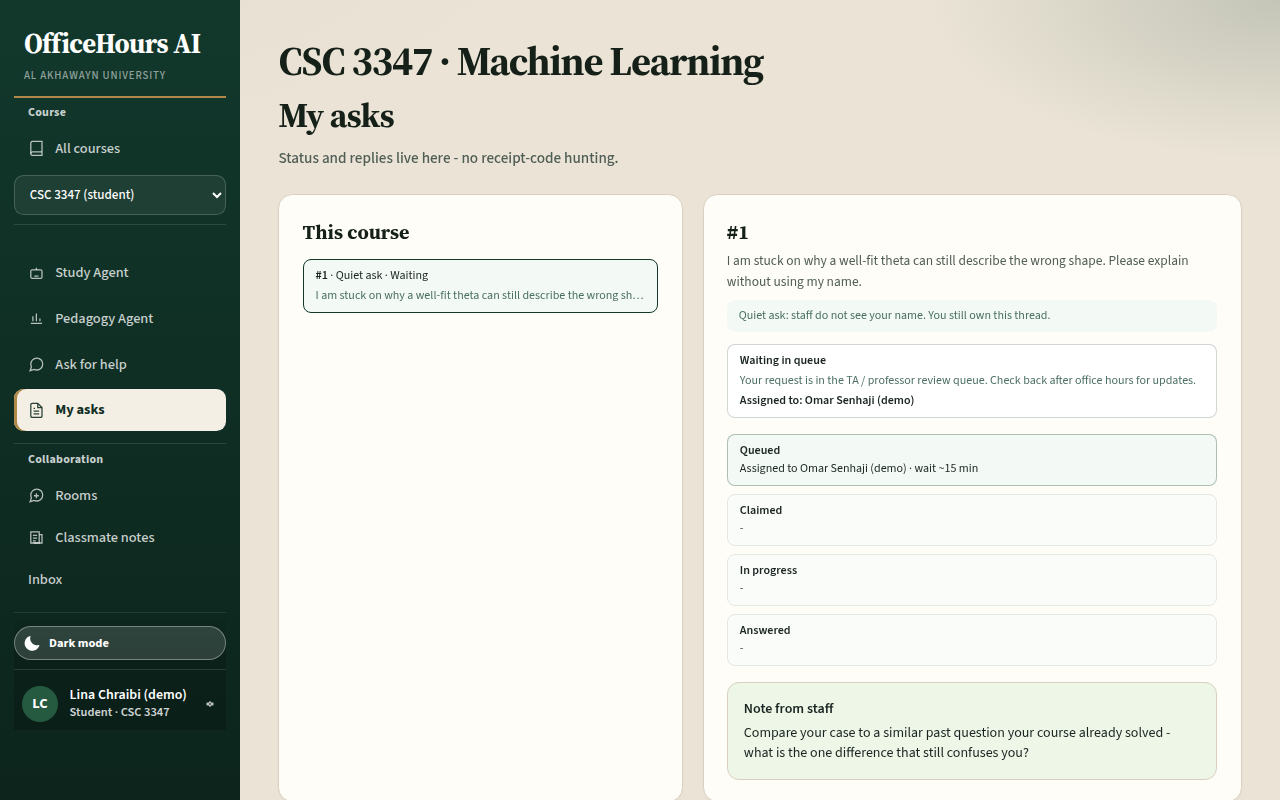 OfficeHours AI
AL AKHAWAYN UNIVERSITY
Course
All courses
CSC 3347 (student)
Study Agent
Pedagogy Agent
Ask for help
My asks
Collaboration
Rooms
Classmate notes
Inbox
Dark mode
LC
Lina Chraibi (demo)
Student · CSC 3347
CSC 3347 · Machine Learning
My asks
Status and replies live here - no receipt-code hunting.
This course
#1 · Quiet ask · Waiting
I am stuck on why a well-fit theta can still describe the wrong sh…
#1
I am stuck on why a well-fit theta can still describe the wrong shape. Please explain
without using my name.
Quiet ask: staff do not see your name. You still own this thread.
Waiting in queue
Your request is in the TA / professor review queue. Check back after office hours for updates.
Assigned to: Omar Senhaji (demo)
Queued
Assigned to Omar Senhaji (demo) · wait ~15 min
Claimed
-
In progress
-
Answered
-
Note from staff
Compare your case to a similar past question your course already solved -
what is the one difference that still confuses you?